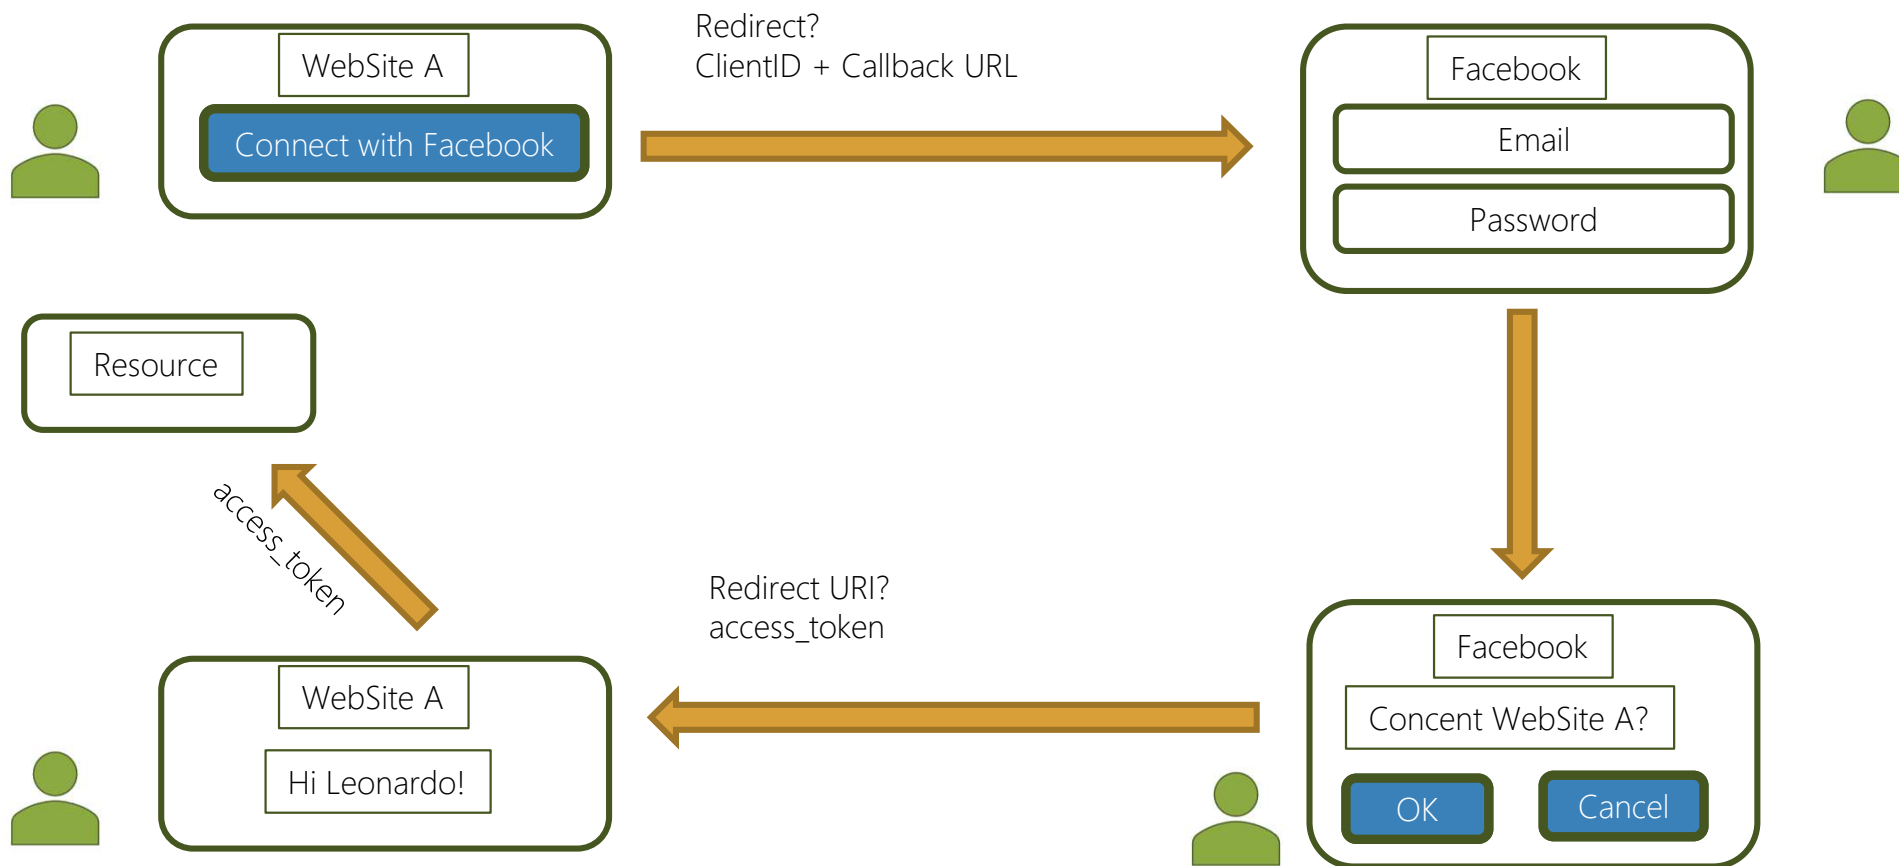 WebSite A
Connect with Facebook
Redirect?
ClientID + Callback URL
Facebook
Email
Password
Resource
access_token
Redirect URI?
access_token
WebSite A
Hi Leonardo!
Facebook
Concent WebSite A?
OK
Cancel